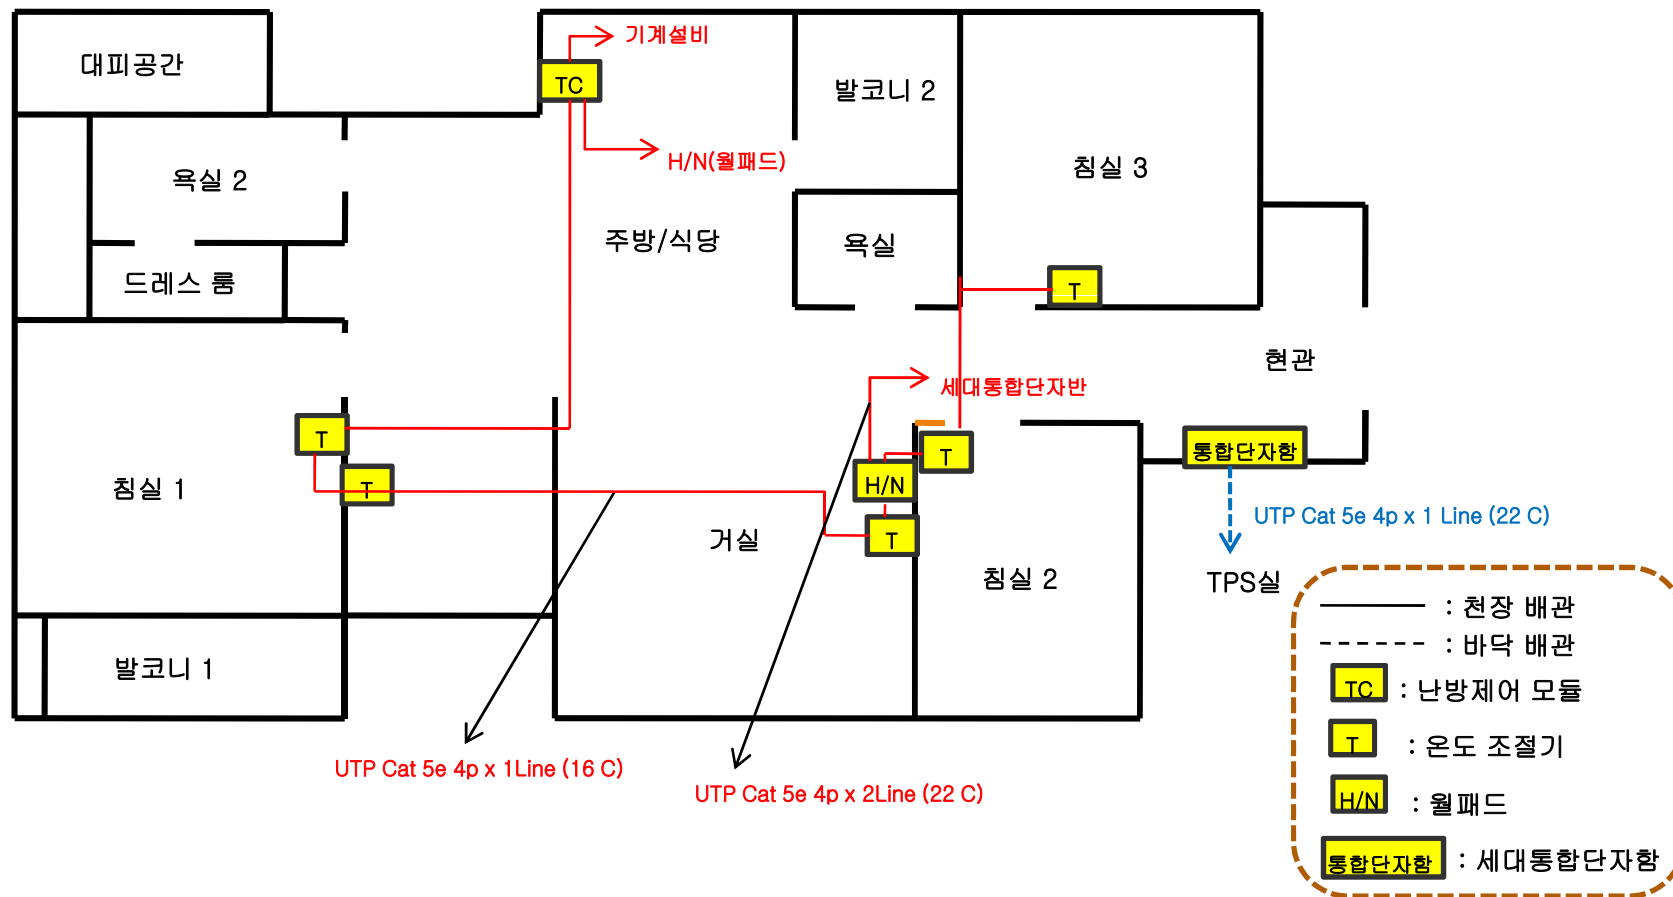 기계설비
대피공간
TC
발코니 2
H/N(월패드)
침실 3
욕실 2
주방/식당
욕실
드레스 룸
T
현관
세대통합단자반
T
T
통합단자함
H/N
침실 1
T
UTP Cat 5e 4p x 1 Line (22 C)
거실
T
침실 2
TPS실
: 천장 배관
: 바닥 배관
발코니 1
TC : 난방제어 모듈
T : 온도 조절기
UTP Cat 5e 4p x 1Line (16 C)
UTP Cat 5e 4p x 2Line (22 C)
H/N : 월패드
통합단자함 : 세대통합단자함